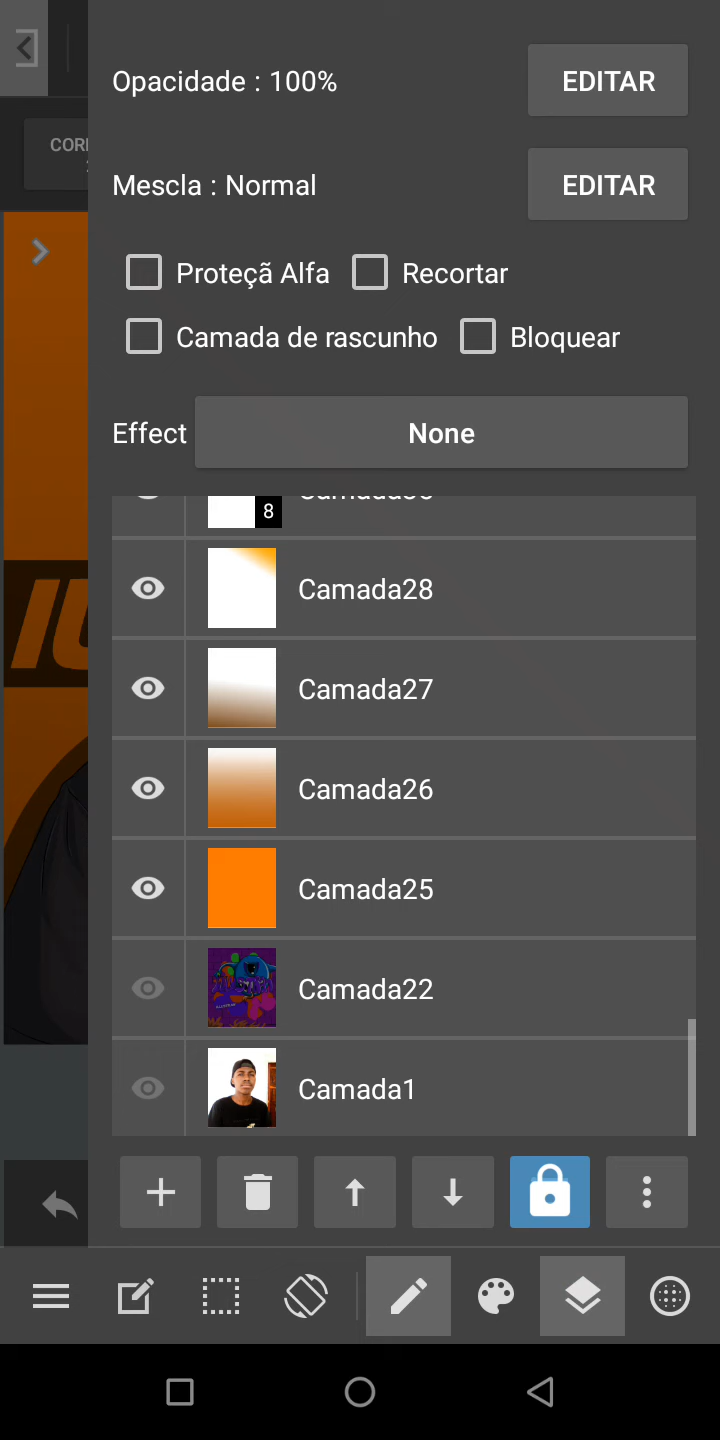 Opacidade : 100%
EDITAR
Mescla : Normal
EDITAR
Proteçã Alfa
Recortar
Camada de rascunho
Bloquear
Effect
None
8
Camada28
Camada27
Camada26
Camada25
Camada22
Camada1